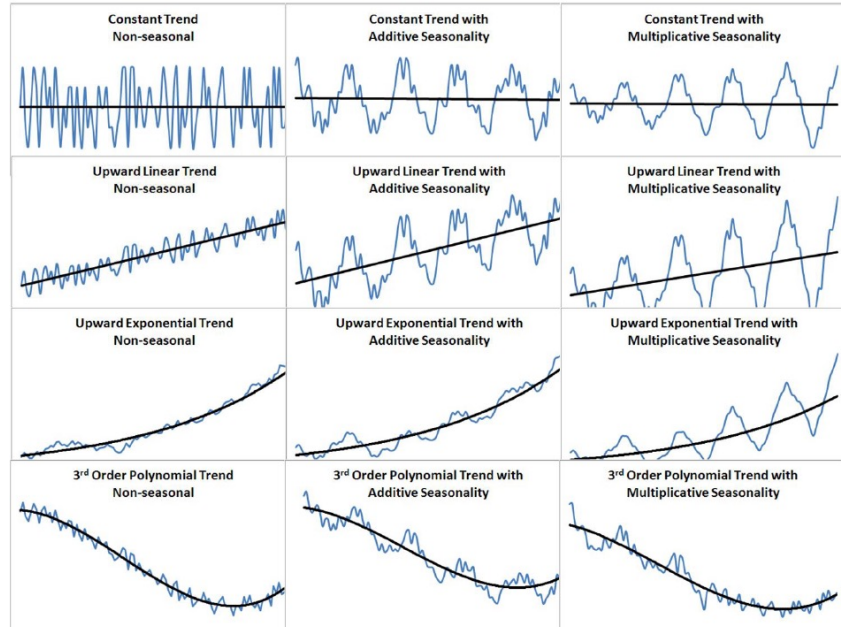 Constant Trend
Non-seasonal
Constant Trend with
Additive Seasonality
Constant Trend with
Multiplicative Seasonality
Upward Linear Trend
Non-seasonal
Upward Linear Trend with
Additive Seasonality
Upward Linear Trend with
Multiplicative Seasonality
Upward Exponential Trend
Non-seasonal
Upward Exponential Trend with
Additive Seasonality
Upward Exponential Trend with
Multiplicative Seasonality
3rd Order Polynomial Trend
Non-seasonal
3rd Order Polynomial Trend with
Additive Seasonality
3rd Order Polynomial Trend with
Multiplicative Seasonality